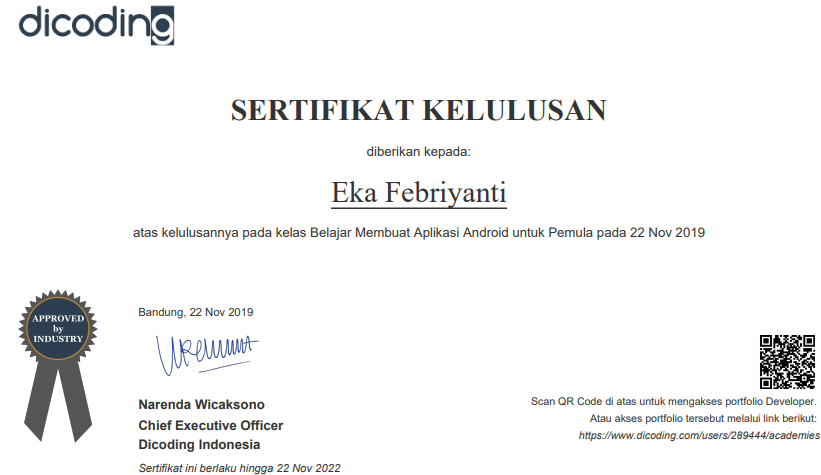 dicoding
SERTIFIKAT KELULUSAN
diberikan kepada:
Eka Febriyanti
atas kelulusannya pada kelas Belajar Membuat Aplikasi Android untuk Pemula pada 22 Nov 2019
APPROVED
by
INDUSTRY
Bandung, 22 Nov 2019
Narenda Wicaksono
Chief Executive Officer
Dicoding Indonesia
Sertifikat ini berlaku hingga 22 Nov 2022
Scan QR Code di atas untuk mengakses portfolio Developer.
Atau akses portfolio tersebut melalui link berikut:
https://www.dicoding.com/users/289444/academies